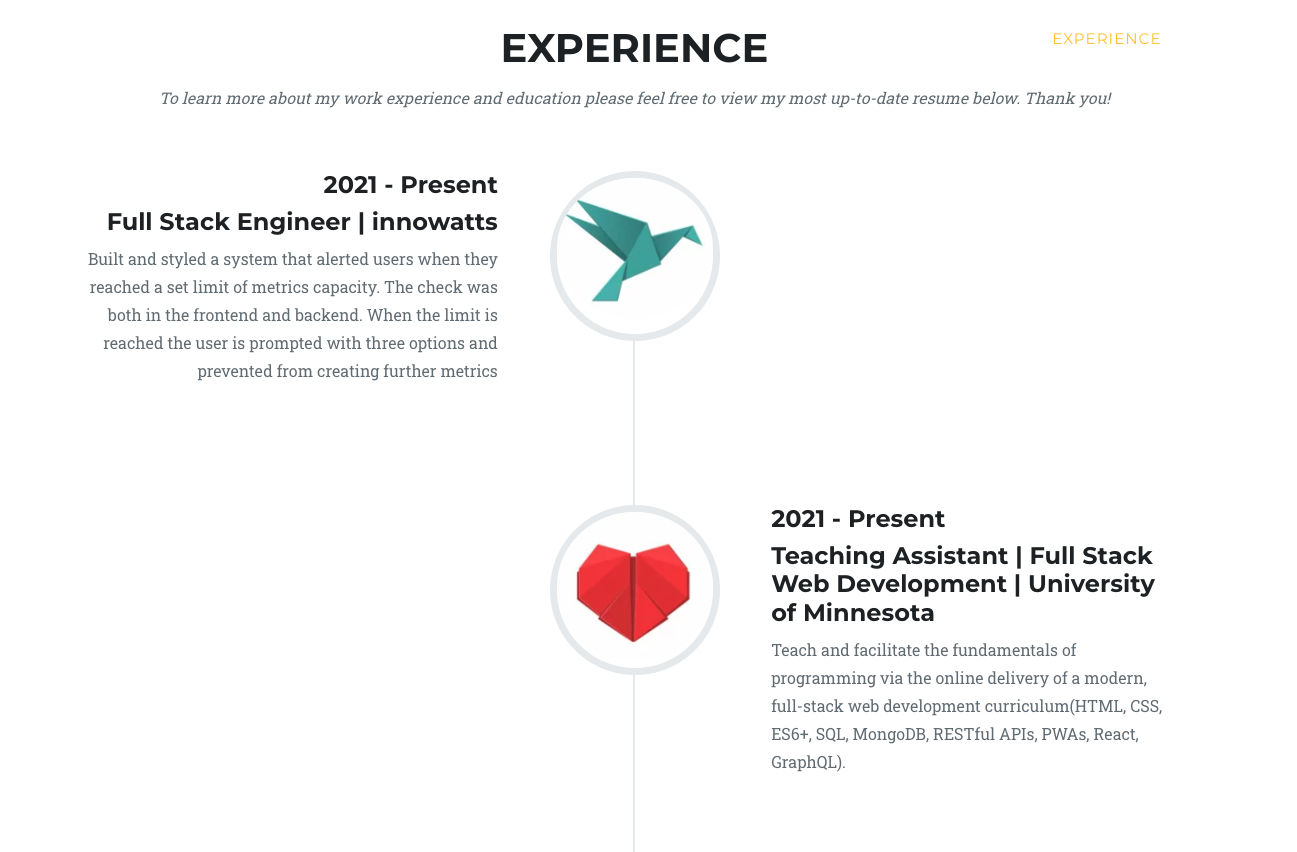 EXPERIENCE
EXPERIENCE
To learn more about my work experience and education please feel free to view my most up-to-date resume below. Thank you!
2021 - Present
Full Stack Engineer | innowatts
Built and styled a system that alerted users when they
reached a set limit of metrics capacity. The check was
both in the frontend and backend. When the limit is
reached the user is prompted with three options and
prevented from creating further metrics
2021 - Present
Teaching Assistant | Full Stack
Web Development | University
of Minnesota
Teach and facilitate the fundamentals of
programming via the online delivery of a modern,
full-stack web development curriculum(HTML, CSS,
ES6+, SQL, MongoDB, RESTful APIs, PWAs, React,
GraphQL).